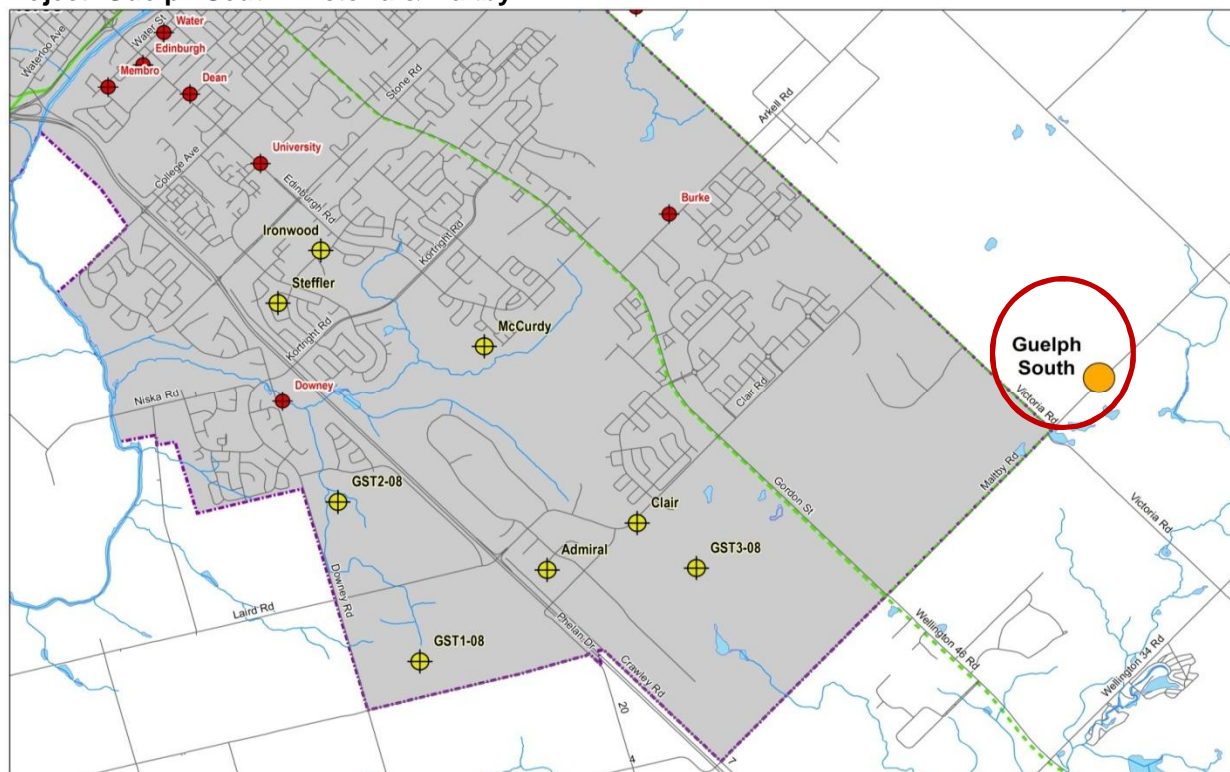 Water St
Water
Waterloo Ave
Edinburgh
Membro
Dean
Stone Rd
Arkell Rd
College Ave
University
Edinburgh Rd
Burke
Ironwood
Kortright Rd
Steffler
McCurdy
Kortright Rd
Guelph
South
Clair Rd
Niska Rd
Downey
Victoria Rd
Maltby Rd
GST2-08
Clair
Gordon St
Victoria Rd
Admiral
GST3-08
Downey Rd
Laird Rd
Phelan Dr
Wellington 46 Rd
GST1-08
Crawley Rd
Wellington 34 Rd
20
4
7